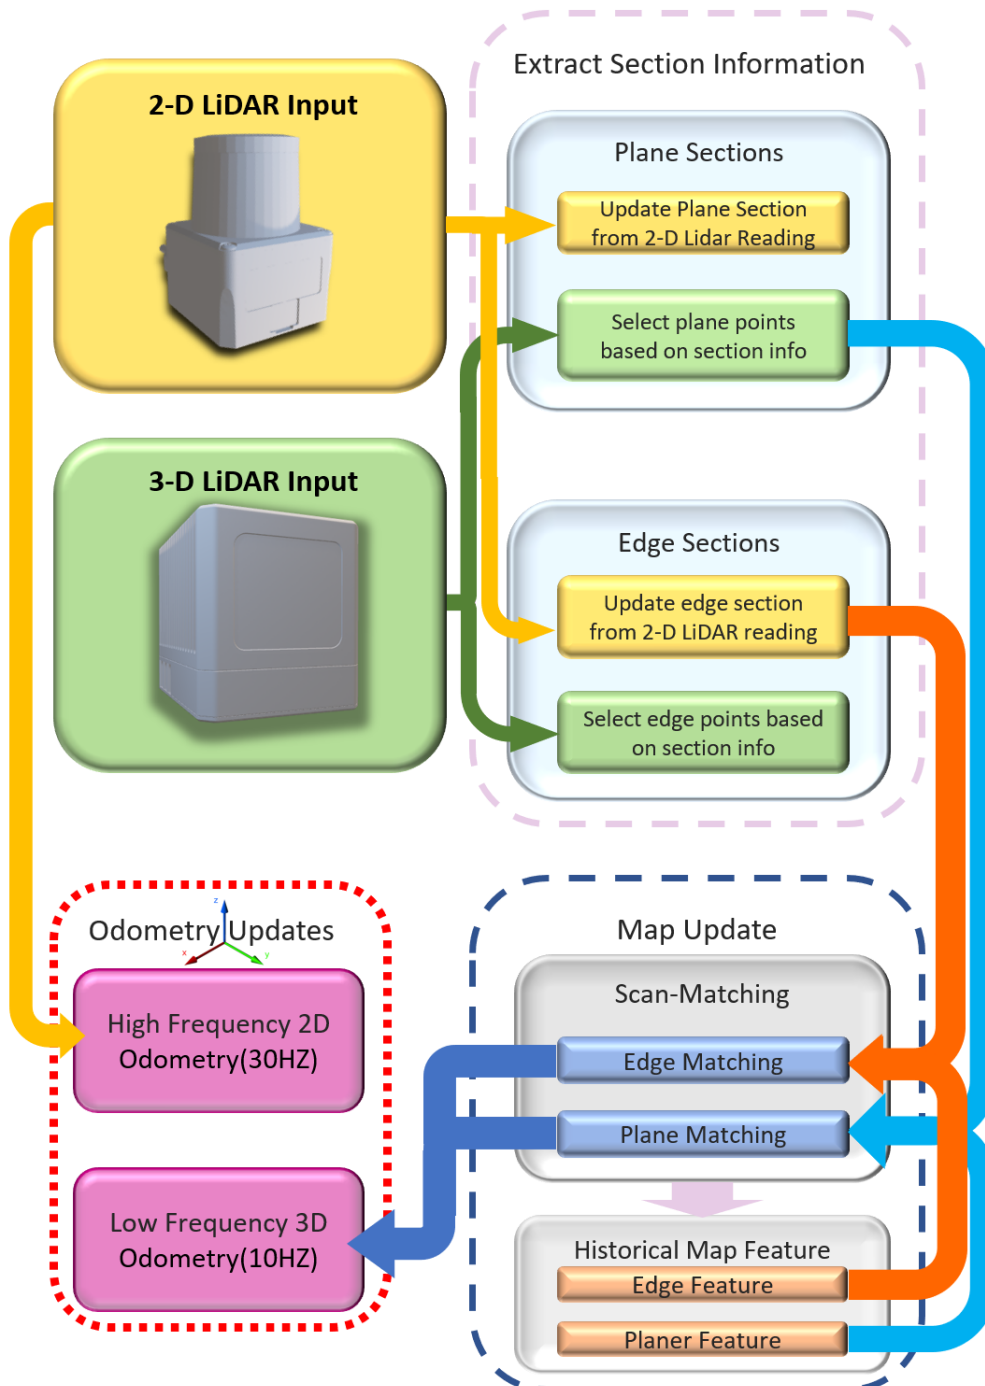 2-D LiDAR Input
3-D LiDAR Input
Extract Section Information
Plane Sections
Update Plane Section
from 2-D Lidar Reading
Select plane points
based on section info
Edge Sections
Update edge section
from 2-D LiDAR reading
Select edge points based
on section info
Odometry Updates
z
x
y
High Frequency 2D
Odometry(30HZ)
Low Frequency 3D
Odometry(10HZ)
Map Update
Scan-Matching
Edge Matching
Plane Matching
Historical Map Feature
Edge Feature
Planer Feature